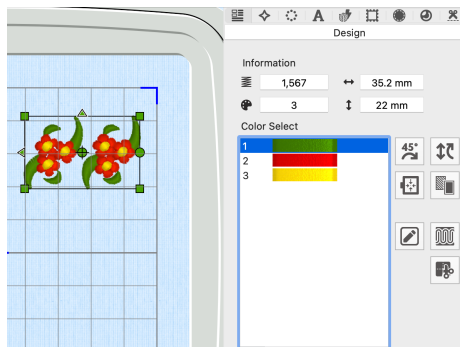 A
Design
Information
1,567 35.2 mm
3 22 mm
Color Select
1
2
3
45°